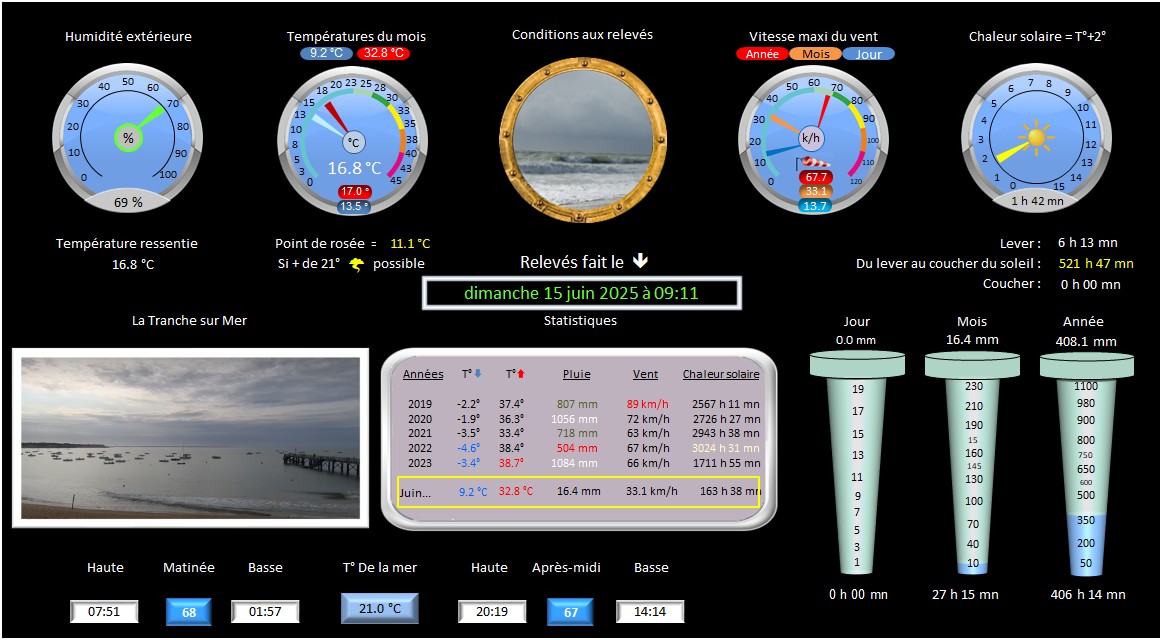 Humidité extérieure
Températures du mois
Conditions aux relevés
Vitesse maxi du vent
Chaleur solaire = T°+2°
9.2 °C 32.8 °C
Année Mois Jour
0 10 20 30 40 50 60 70 80 90 100
%
69 %
0 3 5 8 10 13 15 18 20 23 25 28 30 33 35 38 40 43 45
°C
16.8 °C
17.0 °
13.5 °
0 10 20 30 40 50 60 70 80 90 100 110 120
k/h
67.7
33.1
13.7
0 1 2 3 4 5 6 7 8 9 10 11 12 13 14 15
1 h 42 mn
Température ressentie
16.8 °C
Point de rosée = 11.1 °C
Si + de 21° possible
Relevés fait le
dimanche 15 juin 2025 à 09:11
Lever : 6 h 13 mn
Du lever au coucher du soleil : 521 h 47 mn
Coucher : 0 h 00 mn
La Tranche sur Mer
Statistiques
Années T° T° Pluie Vent Chaleur solaire
2019 -2.2° 37.4° 807 mm 89 km/h 2567 h 11 mn
2020 -1.9° 36.3° 1056 mm 72 km/h 2726 h 27 mn
2021 -3.5° 33.4° 718 mm 63 km/h 2943 h 38 mn
2022 -4.6° 38.4° 504 mm 67 km/h 3024 h 31 mn
2023 -3.4° 38.7° 1084 mm 66 km/h 1711 h 55 mn
Juin... 9.2 °C 32.8 °C 16.4 mm 33.1 km/h 163 h 38 mn
Jour
0.0 mm
19
17
15
13
11
9
7
5
3
1
0 h 00 mn
Mois
16.4 mm
230
210
190
15
160
145
130
100
70
40
10
27 h 15 mn
Année
408.1 mm
1100
980
900
800
750
650
600
500
350
200
50
406 h 14 mn
Haute Matinée Basse
07:51 68 01:57
T° De la mer
21.0 °C
Haute Après-midi Basse
20:19 67 14:14